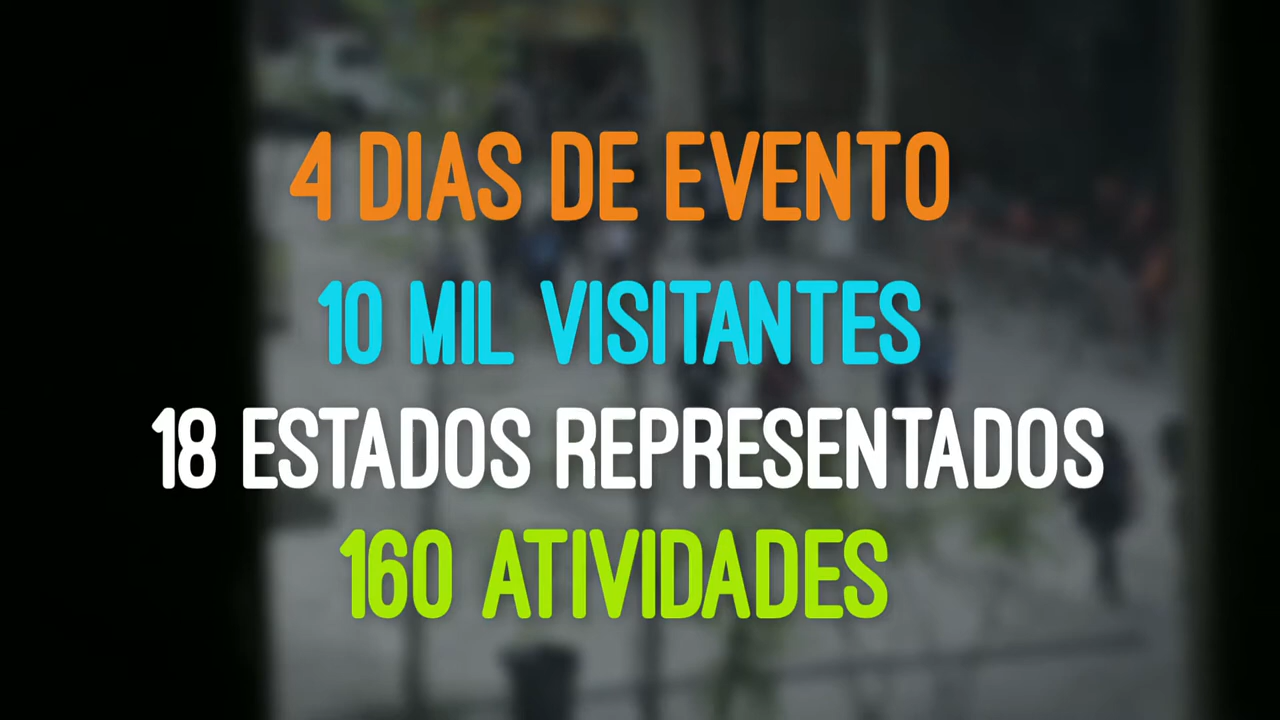 4 DIAS DE EVENTO
10 MIL VISITANTES
18 ESTADOS REPRESENTADOS
160 ATIVIDADES